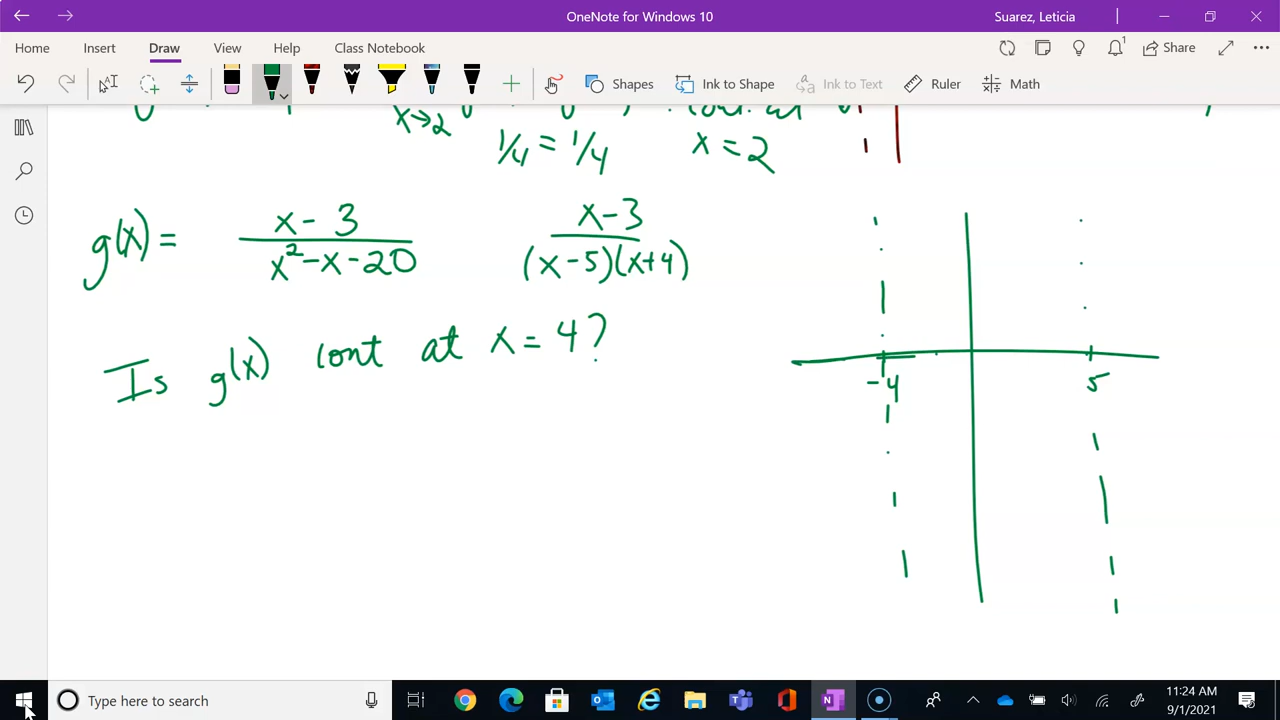 OneNote for Windows 10
Suarez, Leticia
Home Insert Draw View Help Class Notebook
Share
Shapes Ink to Shape Ink to Text Ruler Math
x→2
1/4 = 1/4 x = 2
g(x) = x - 3 / x² - x - 20 x - 3 / (x - 5)(x + 4)
Is g(x) cont at x = 4?
-4 5
Type here to search
11:24 AM
9/1/2021